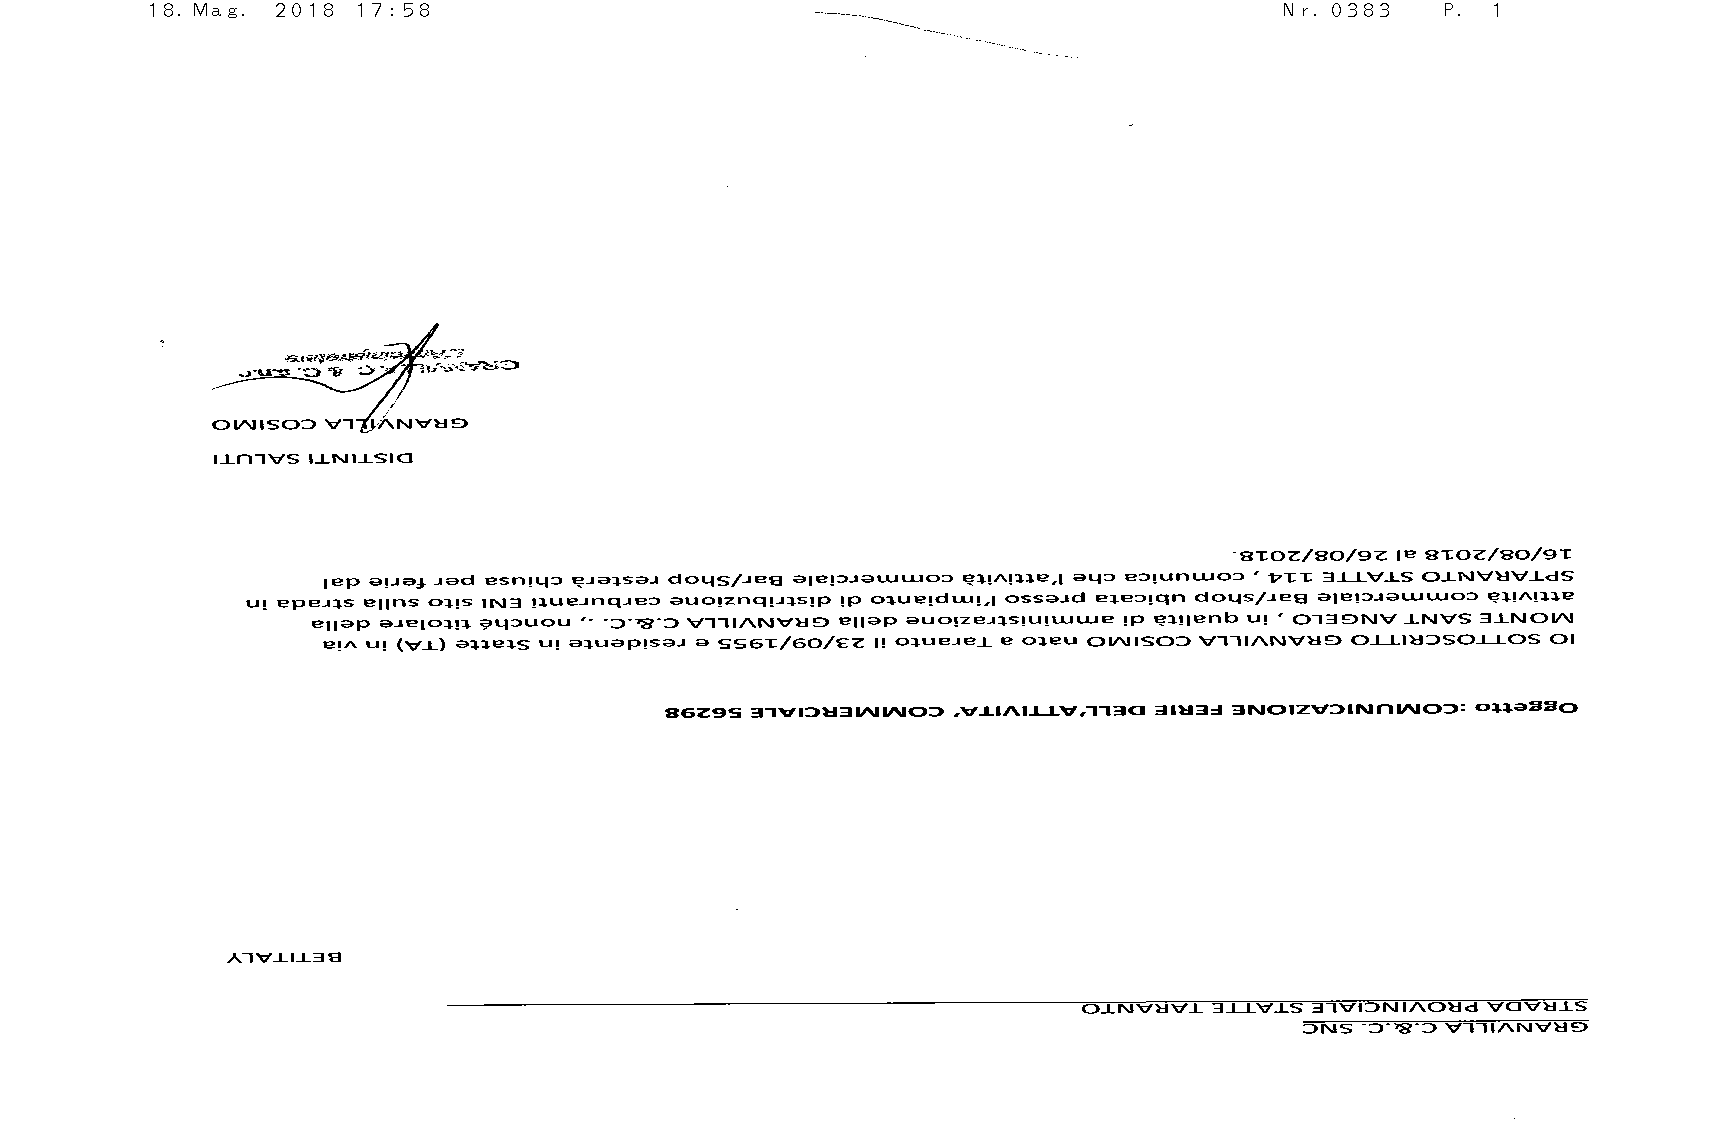 18. Mag. 2018 17:58 Nr. 0383 P. 1
GRANVILLA C.&.C. SNC
STRADA PROVINCIALE STATTE TARANTO
BETITALY
Oggetto :COMUNICAZIONE FERIE DELL'ATTIVITA' COMMERCIALE 56298
IO SOTTOSCRITTO GRANVILLA COSIMO nato a Taranto il 23/09/1955 e residente in Statte (TA) in via
MONTE SANT ANGELO , in qualità di amministrazione della GRANVILLA C.&.C. ., nonché titolare della
attività commerciale Bar/shop ubicata presso l'impianto di distribuzione carburanti ENI sito sulla strada in
SPTARANTO STATTE 114 , comunica che l'attività commerciale Bar/Shop resterà chiusa per ferie dal
16/08/2018 al 26/08/2018.
DISTINTI SALUTI
GRANVILLA COSIMO
GRANVILLA C. & C. s.n.c